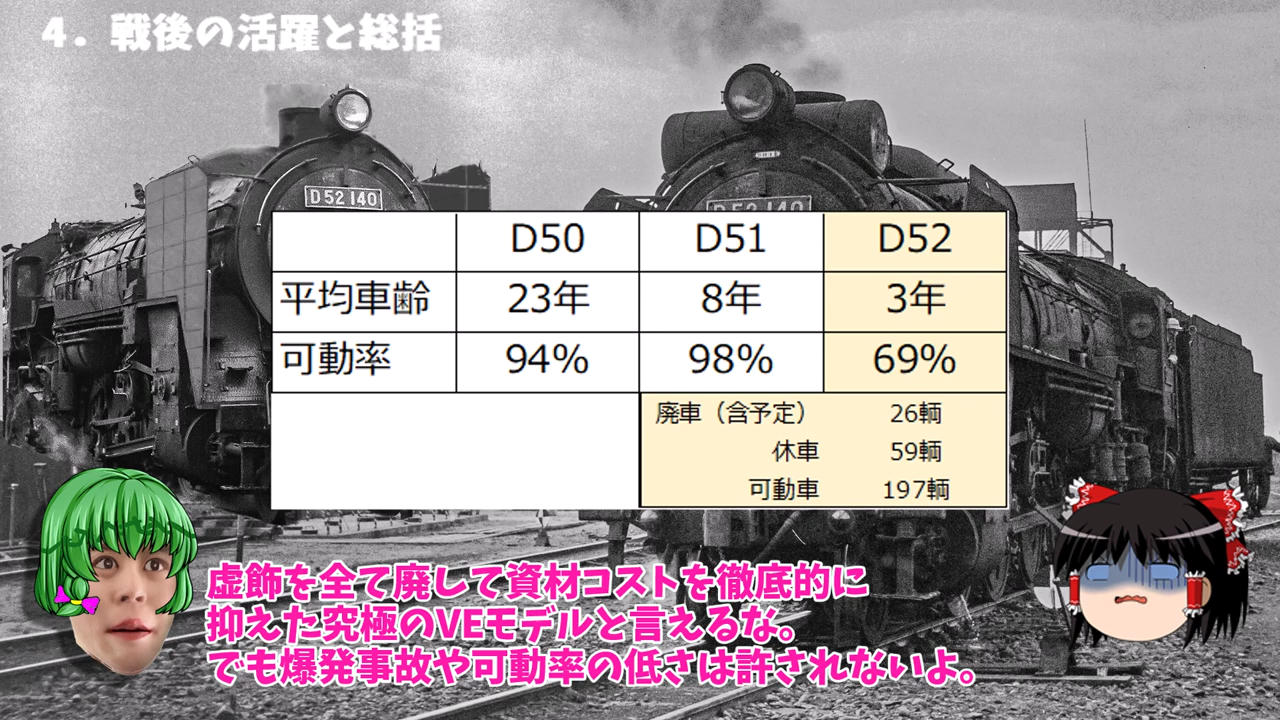 4．戦後の活躍と総括
D52 140
D52 140
D50 D51 D52
平均車齢 23年 8年 3年
可動率 94% 98% 69%
廃車（含予定） 26輌
休車 59輌
可動車 197輌
虚飾を全て廃して資材コストを徹底的に
抑えた究極のVEモデルと言えるな。
でも爆発事故や可動率の低さは許されないよ。